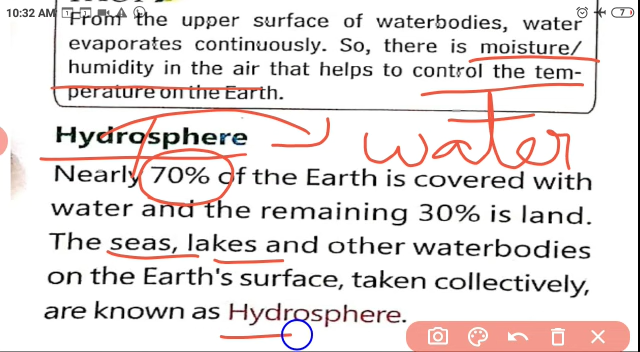 10:32 AM
7
From the upper surface of waterbodies, water
evaporates continuously. So, there is moisture/
humidity in the air that helps to control the tem-
perature on the Earth.
Hydrosphere
water
Nearly 70% of the Earth is covered with
water and the remaining 30% is land.
The seas, lakes and other waterbodies
on the Earth's surface, taken collectively,
are known as Hydrosphere.